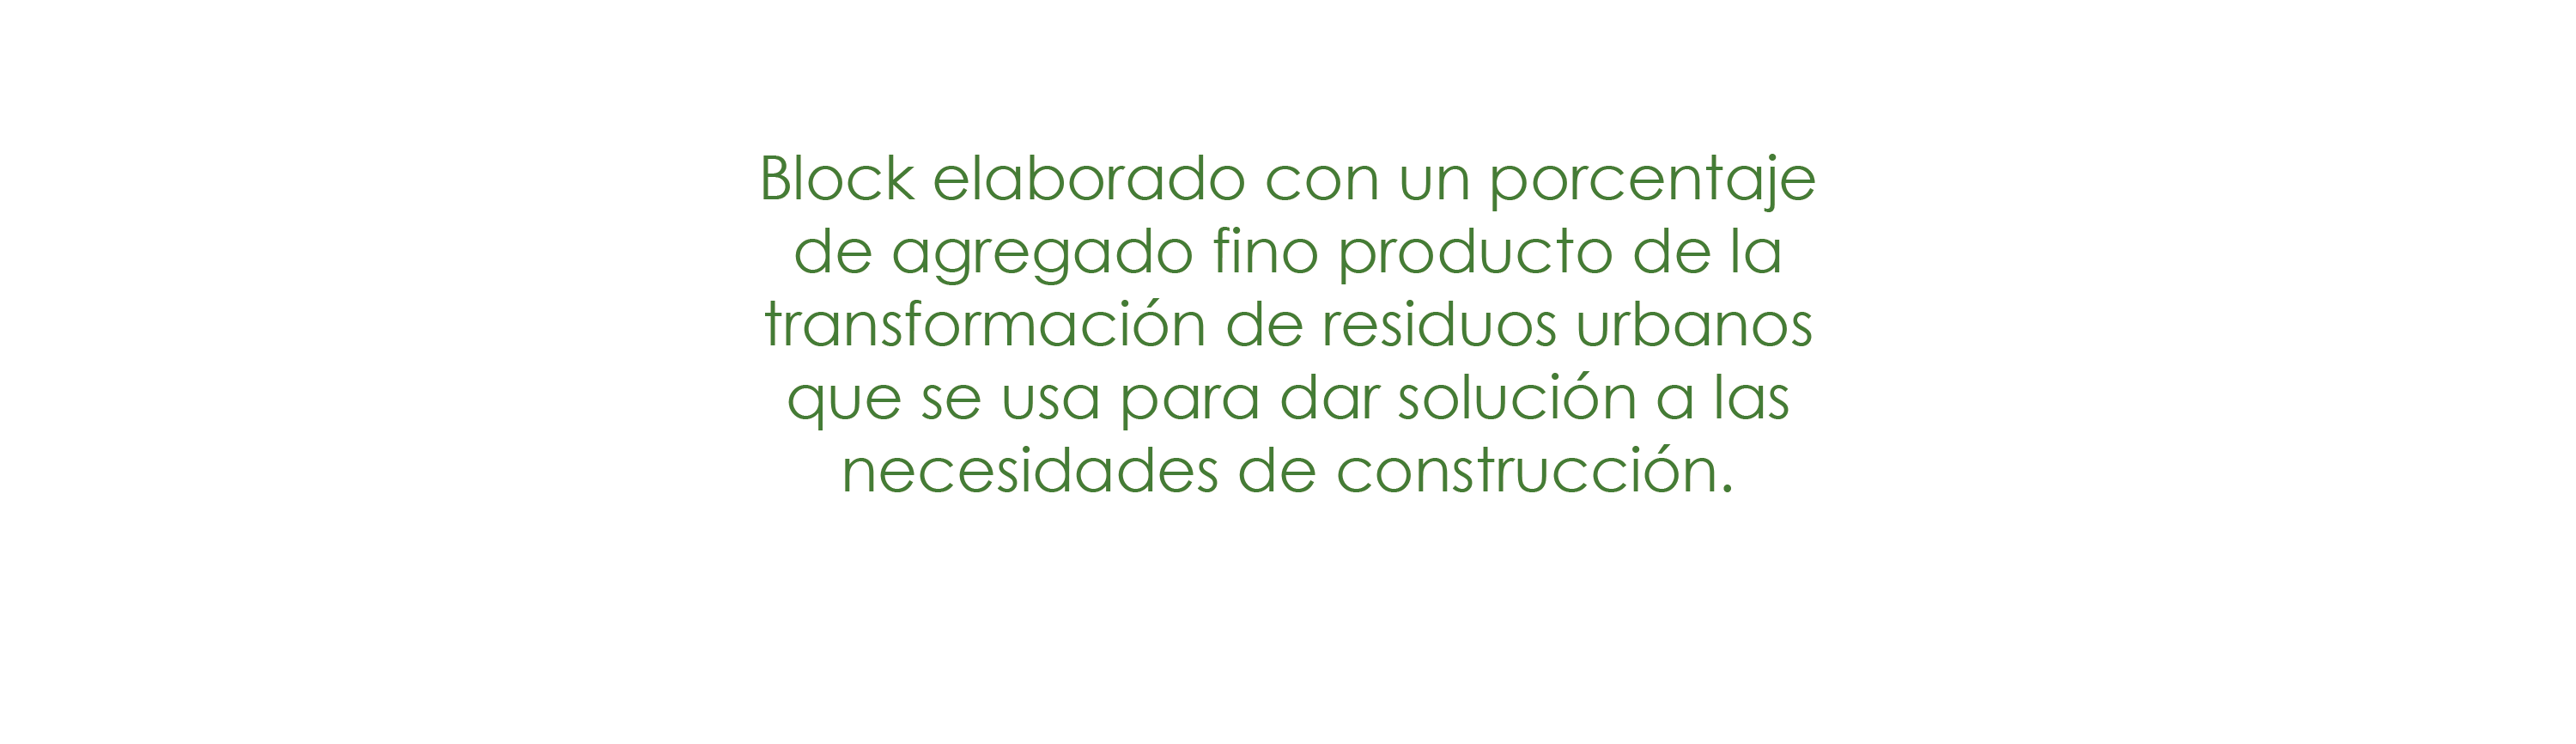 Block elaborado con un porcentaje
de agregado fino producto de la
transformación de residuos urbanos
que se usa para dar solución a las
necesidades de construcción.